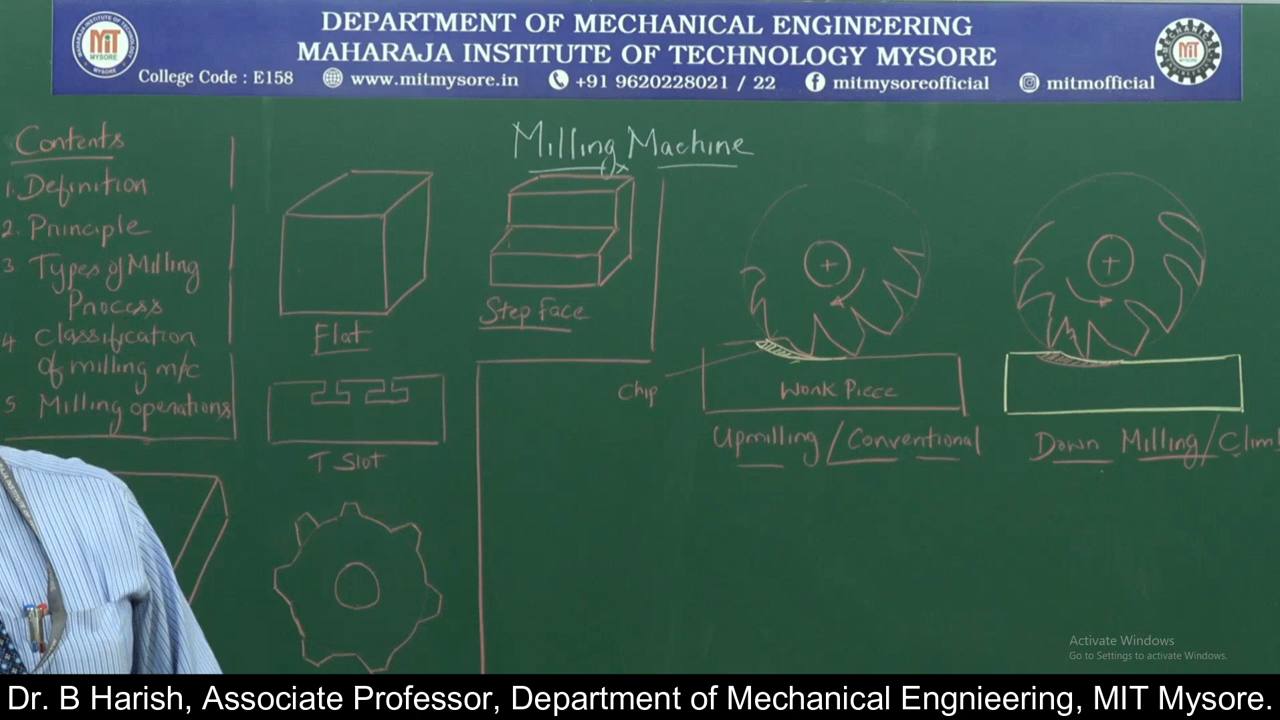 DEPARTMENT OF MECHANICAL ENGINEERING
MAHARAJA INSTITUTE OF TECHNOLOGY MYSORE
College Code : E158 www.mitmysore.in +91 9620228021 / 22 mitmysoreofficial mitmofficial
MIT
MYSORE
MIT
Milling Machine
Contents
1. Definition
2. Principle
3 Types of Milling
Process
4 Classification
of milling m/c
5 Milling operations
Flat
Step face
T Slot
Chip
Work Piece
Upmilling / Conventional
Down Milling / Clim
Activate Windows
Go to Settings to activate Windows.
Dr. B Harish, Associate Professor, Department of Mechanical Engnieering, MIT Mysore.